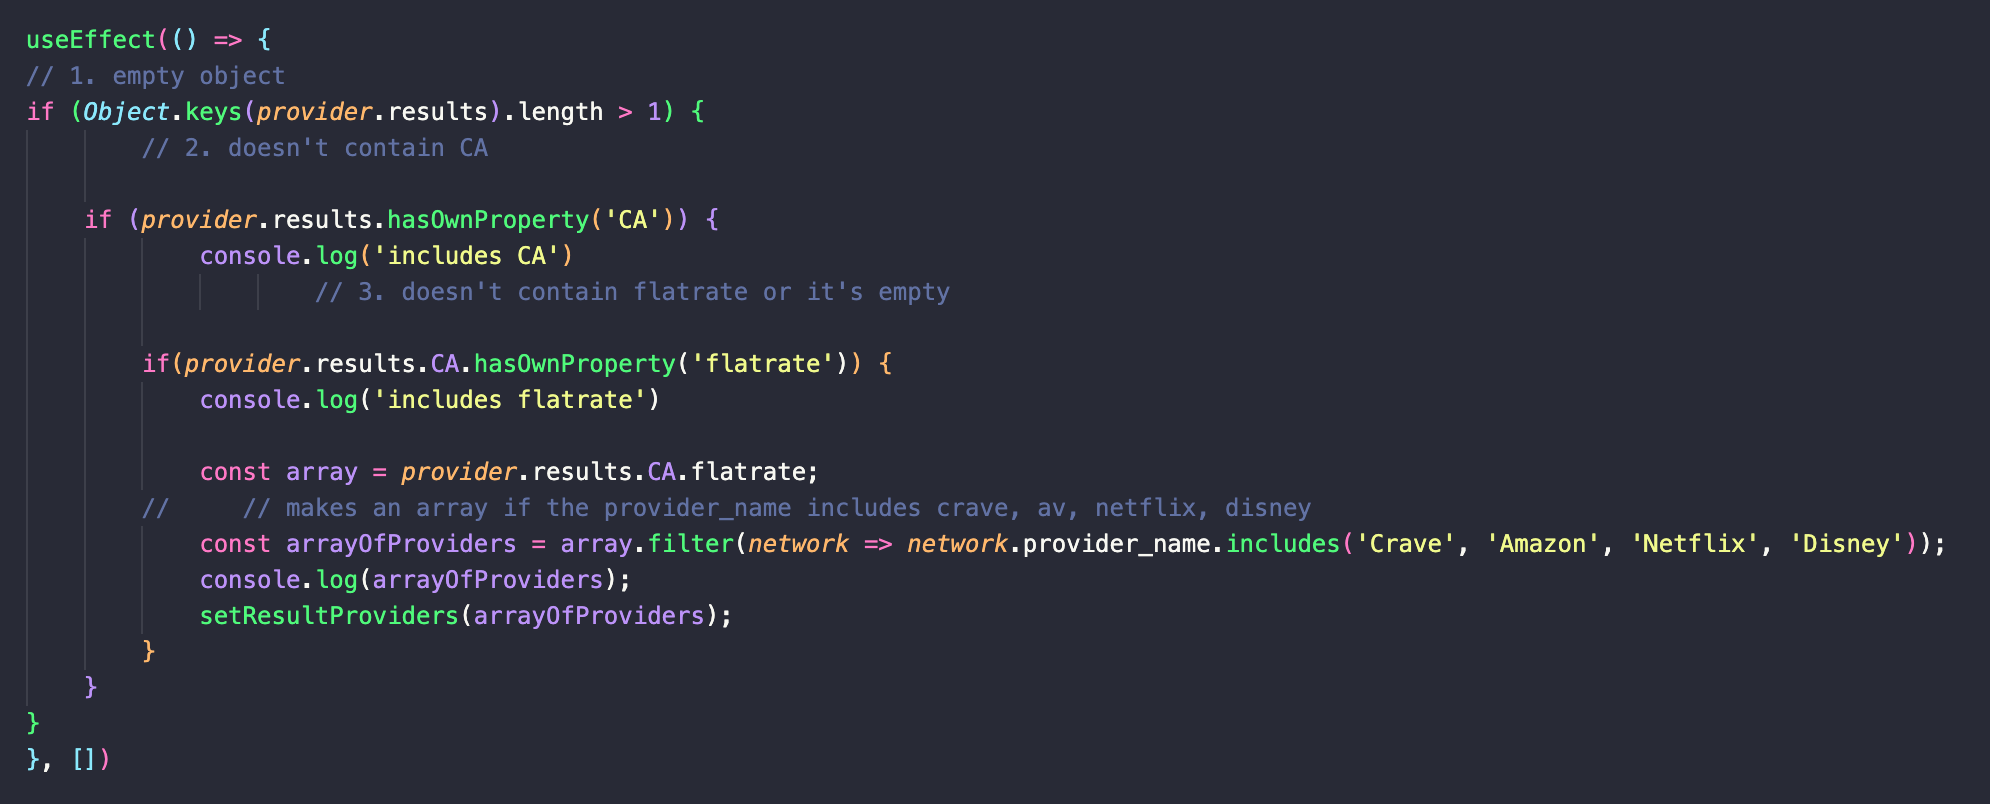 useEffect(() => {
// 1. empty object
if (Object.keys(provider.results).length > 1) {
// 2. doesn't contain CA
if (provider.results.hasOwnProperty('CA')) {
console.log('includes CA')
// 3. doesn't contain flatrate or it's empty
if(provider.results.CA.hasOwnProperty('flatrate')) {
console.log('includes flatrate')
const array = provider.results.CA.flatrate;
//     // makes an array if the provider_name includes crave, av, netflix, disney
const arrayOfProviders = array.filter(network => network.provider_name.includes('Crave', 'Amazon', 'Netflix', 'Disney'));
console.log(arrayOfProviders);
setResultProviders(arrayOfProviders);
}
}
}
}, [])